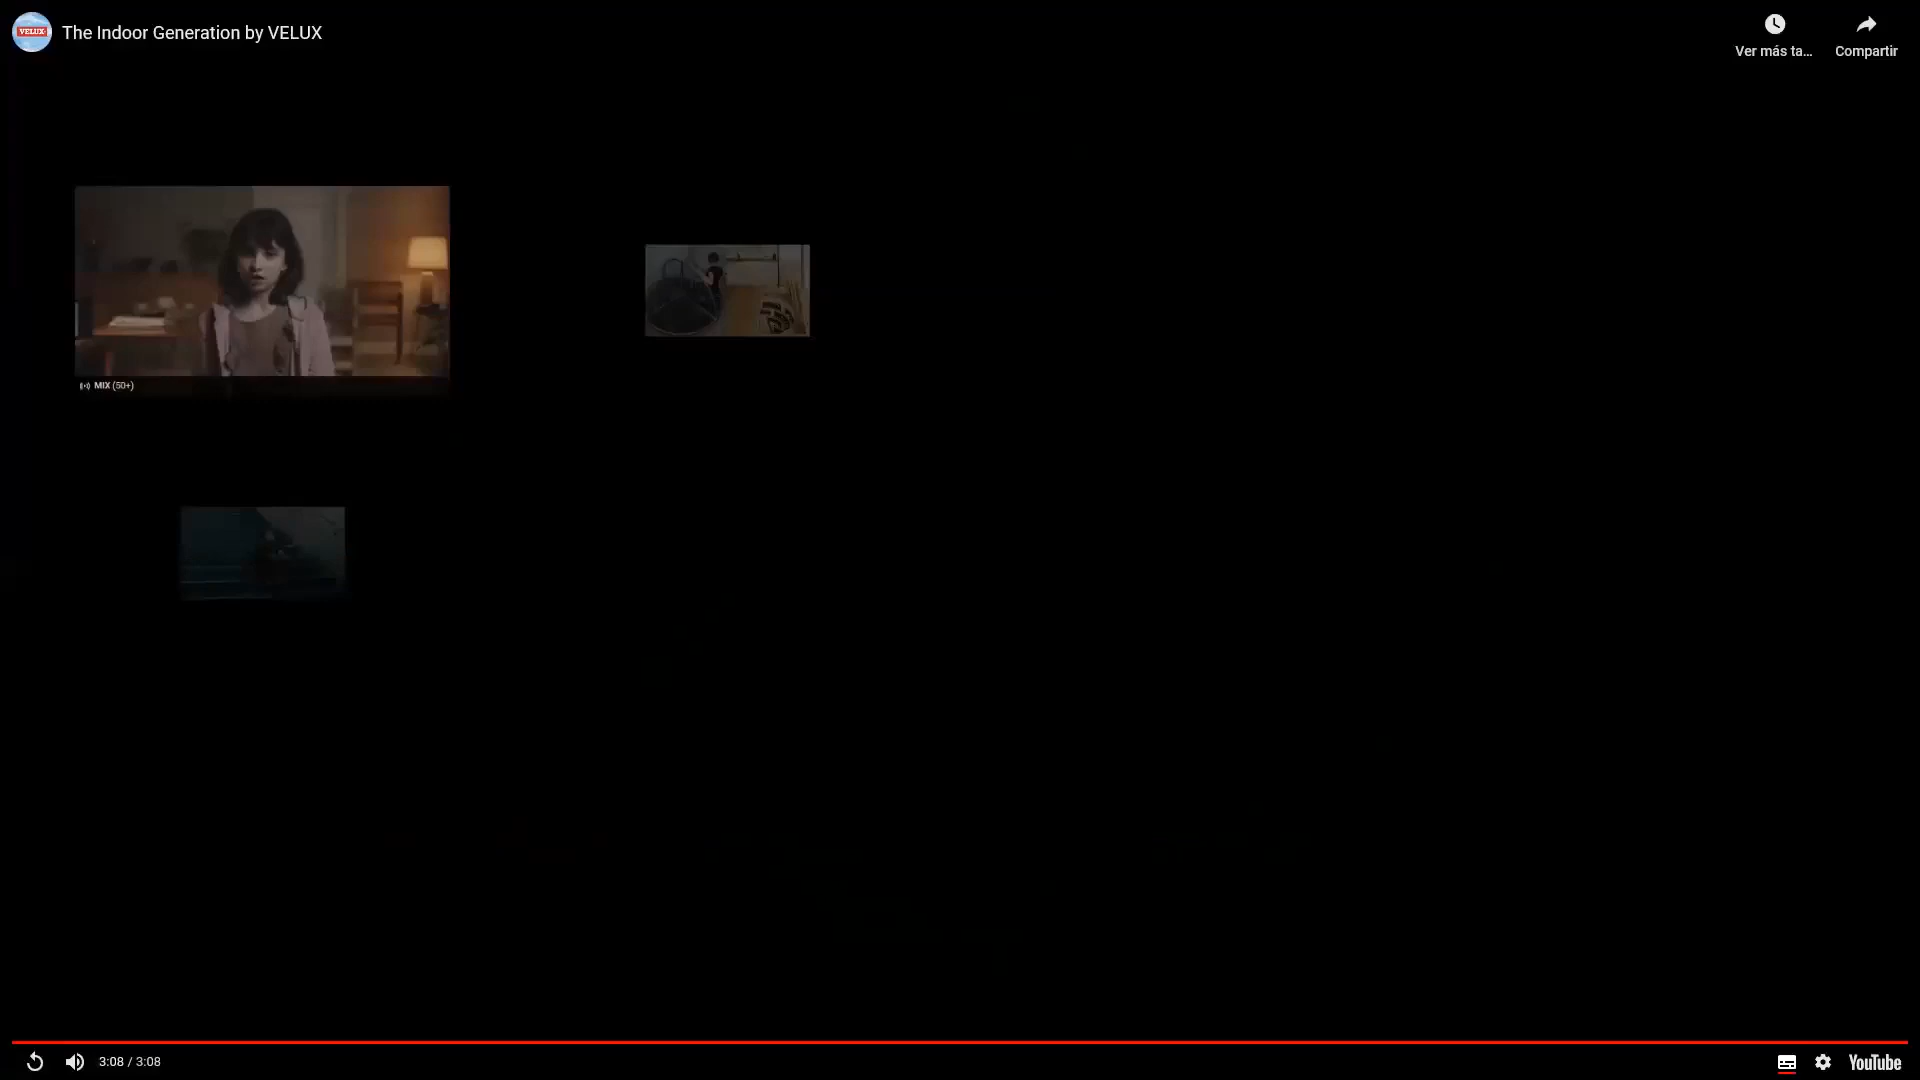 VELUX
The Indoor Generation by VELUX
Ver más ta...
Compartir
MIX (50+)
3:08 / 3:08
YouTube